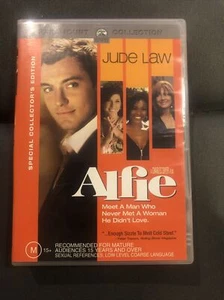 COLLECTION
JUDE LAW
SPECIAL COLLECTOR'S EDITION
Alfie
Meet A Man Who
Never Met A Woman
He Didn't Love.
M 15+
RECOMMENDED FOR MATURE
AUDIENCES 15 YEARS AND OVER
SEXUAL REFERENCES, LOW LEVEL COARSE LANGUAGE